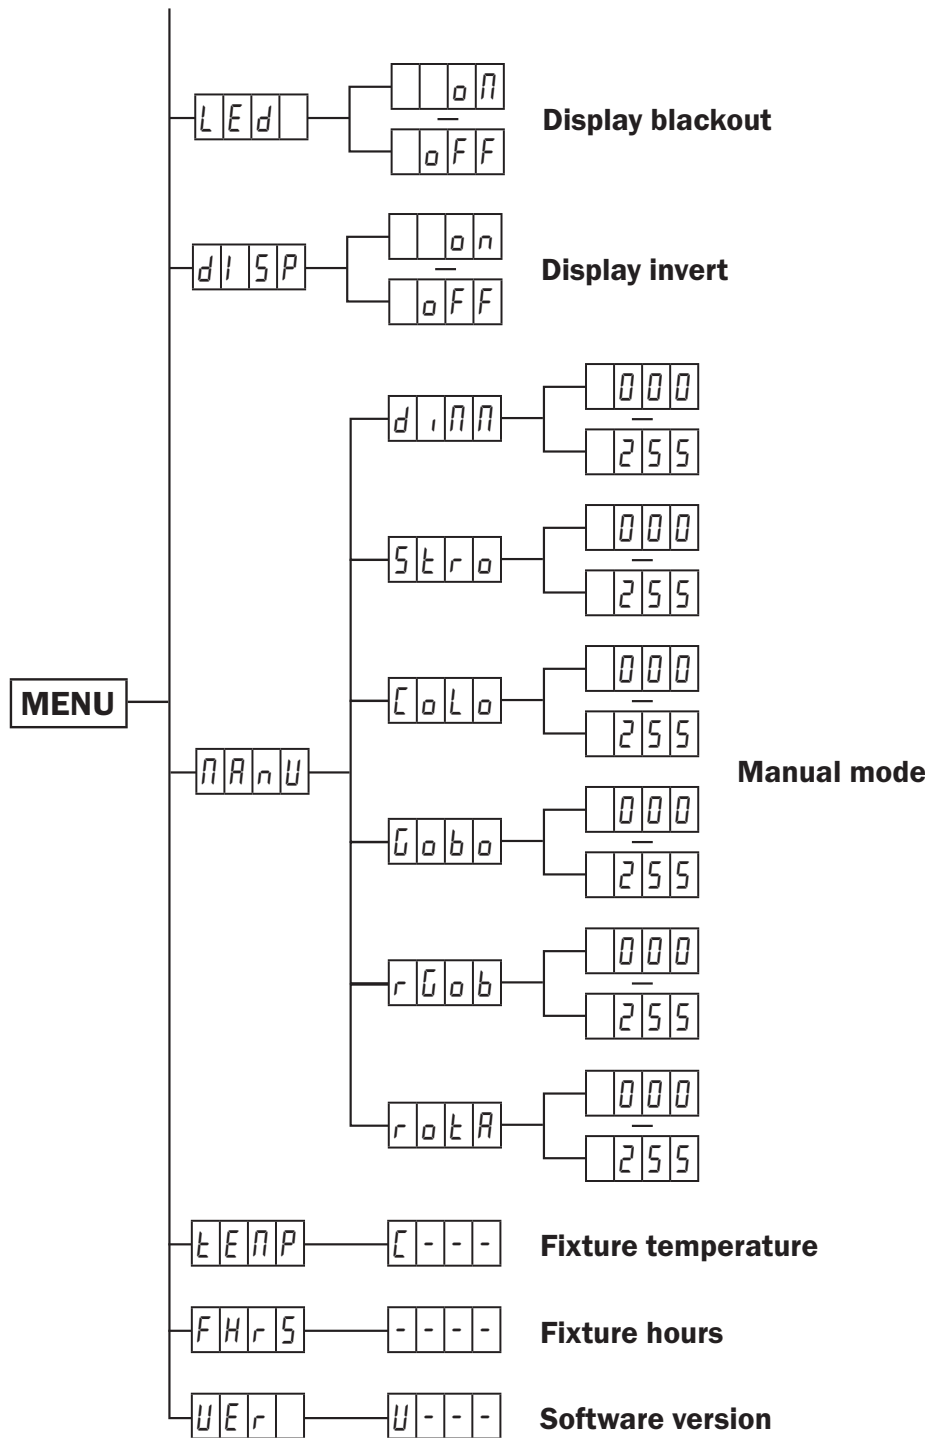 oN
LEd
Display blackout
oFF
on
dISP
Display invert
oFF
000
diMM
255
000
Stro
255
000
MENU
CoLo
255
MAnU
Manual mode
000
Gobo
255
000
rGob
255
000
rotA
255
tEMP C--- Fixture temperature
FHrS ---- Fixture hours
VEr V--- Software version